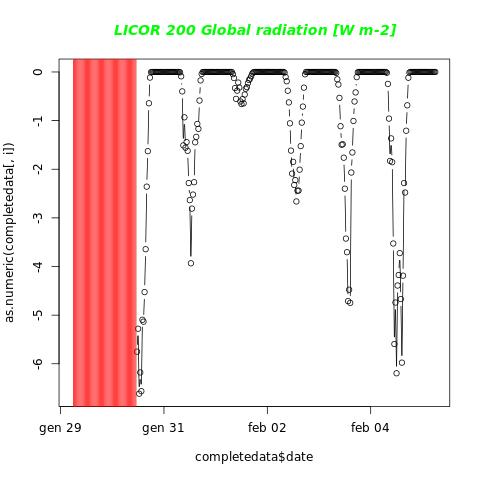 LICOR 200 Global radiation [W m-2]
as.numeric(completedata[, i])
0
-1
-2
-3
-4
-5
-6
gen 29
gen 31
feb 02
feb 04
completedata$date